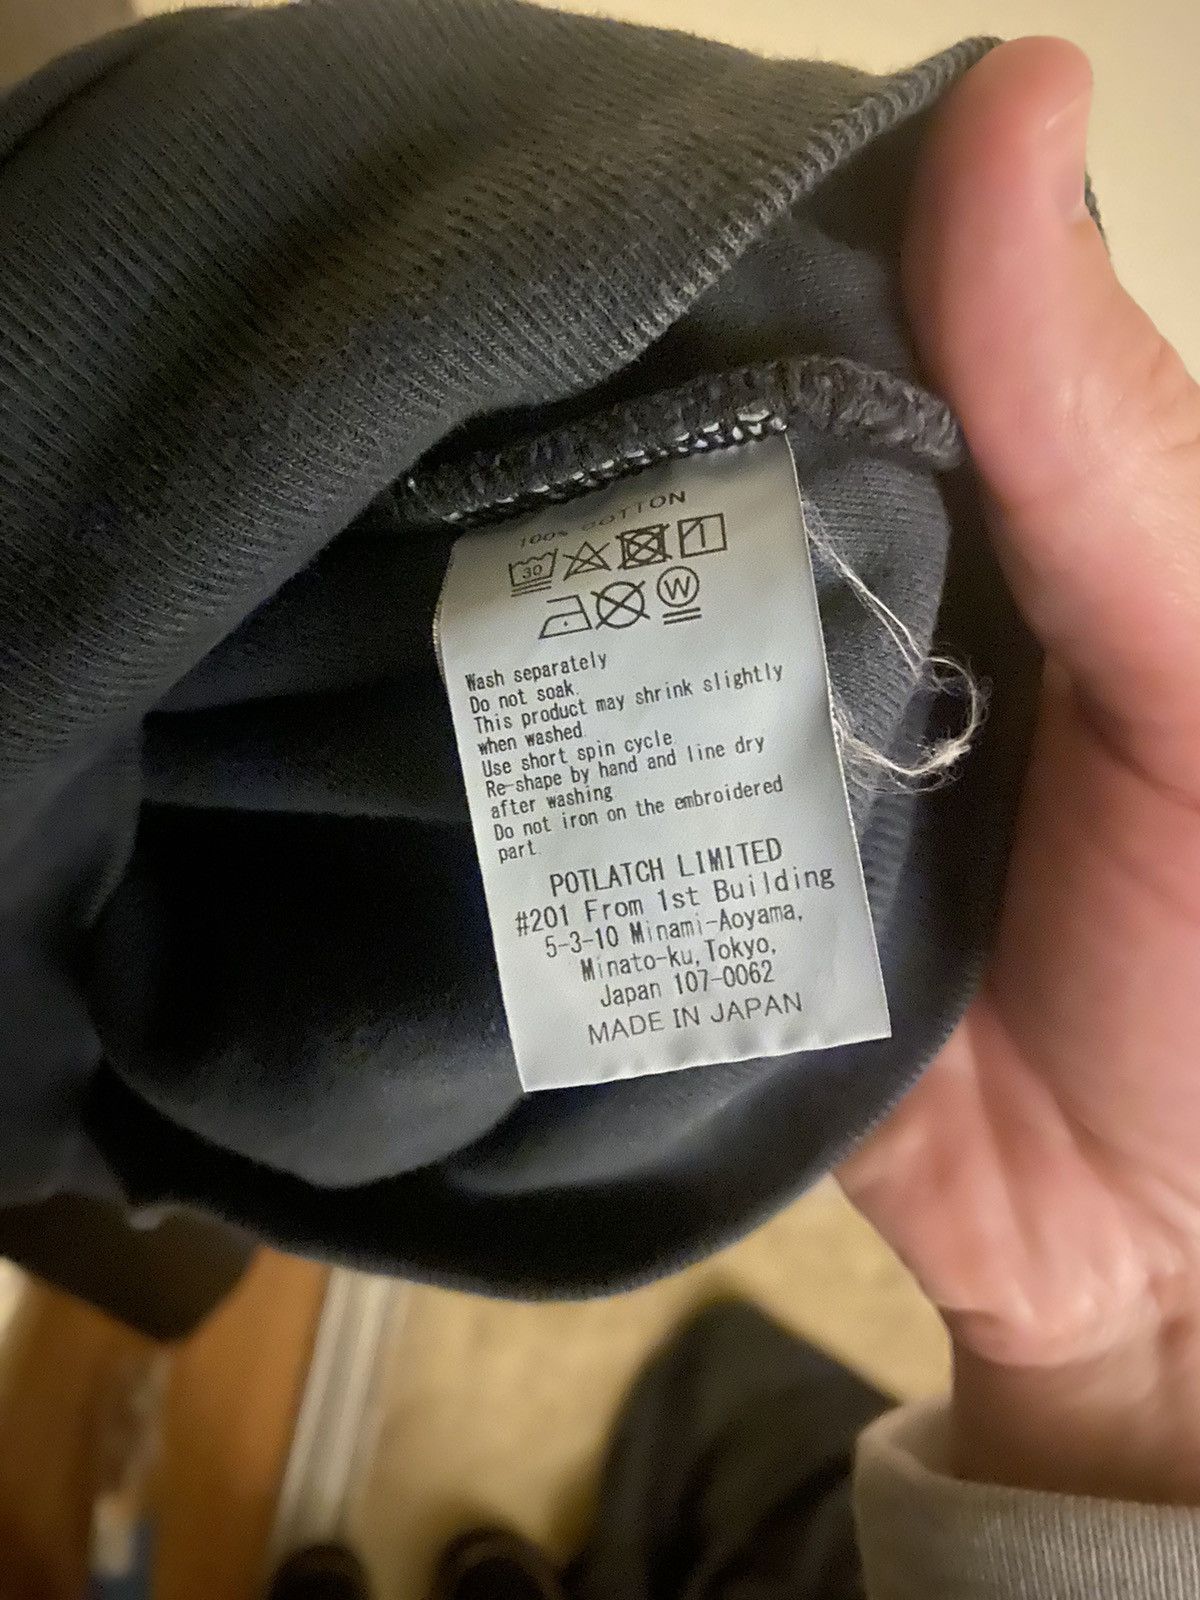 100% COTTON
30
W
Wash separately
Do not soak.
This product may shrink slightly
when washed.
Use short spin cycle
Re-shape by hand and line dry
after washing
Do not iron on the embroidered
part.
POTLATCH LIMITED
#201 From 1st Building
5-3-10 Minami-Aoyama,
Minato-ku, Tokyo,
Japan 107-0062
MADE IN JAPAN